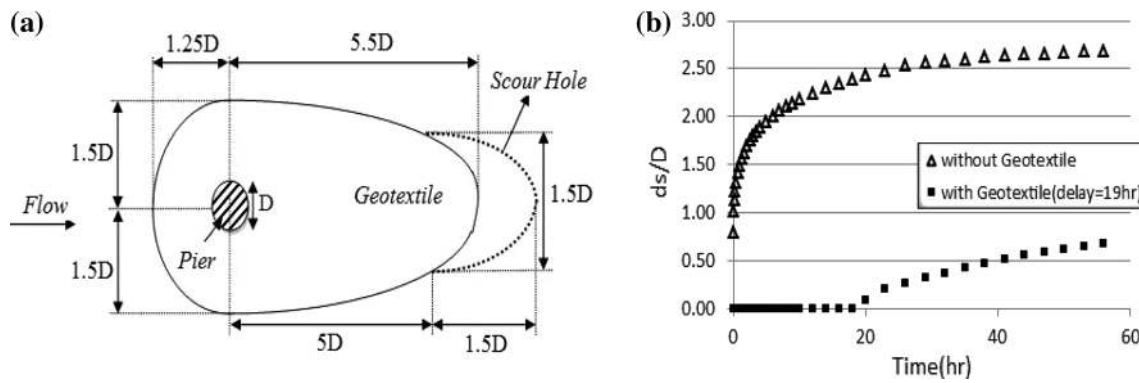 (a)
1.25D
5.5D
Scour Hole
1.5D
Flow
D
Geotextile
1.5D
Pier
1.5D
5D
1.5D
(b)
ds/D
3.00
2.50
2.00
1.50
1.00
0.50
0.00
without Geotextile
with Geotextile(delay=19hr)
0
20
40
60
Time(hr)